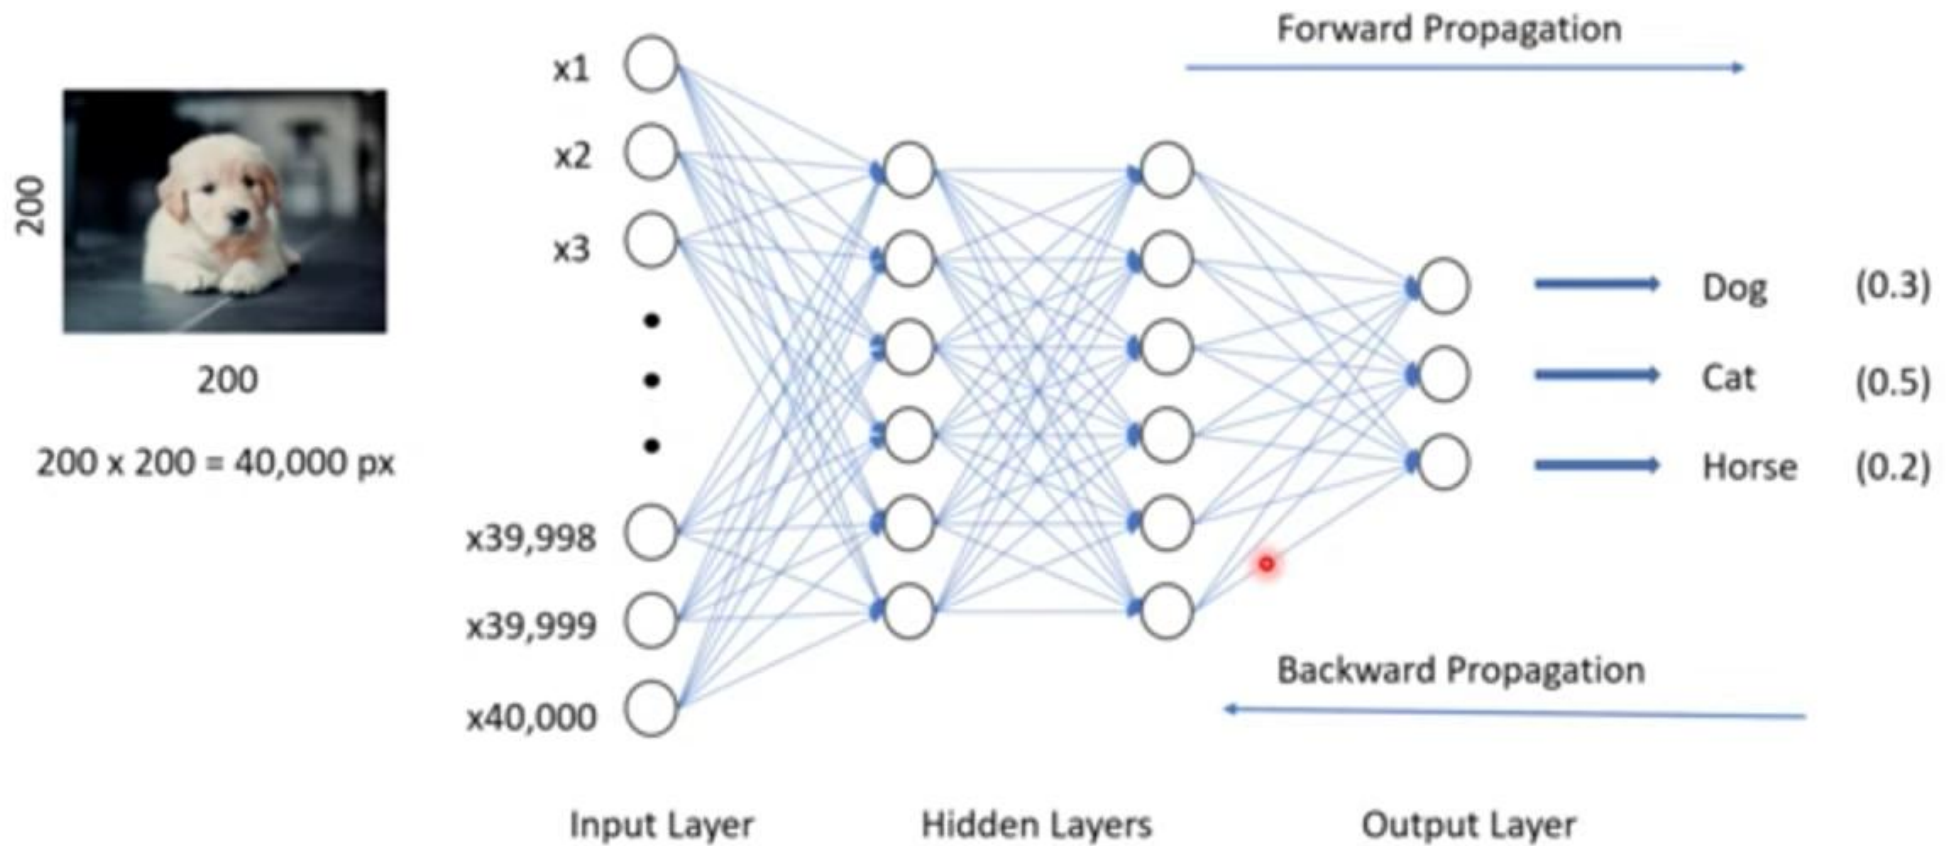 200
200
200 x 200 = 40,000 px
x1
x2
x3
x39,998
x39,999
x40,000
Forward Propagation
Dog (0.3)
Cat (0.5)
Horse (0.2)
Backward Propagation
Input Layer
Hidden Layers
Output Layer